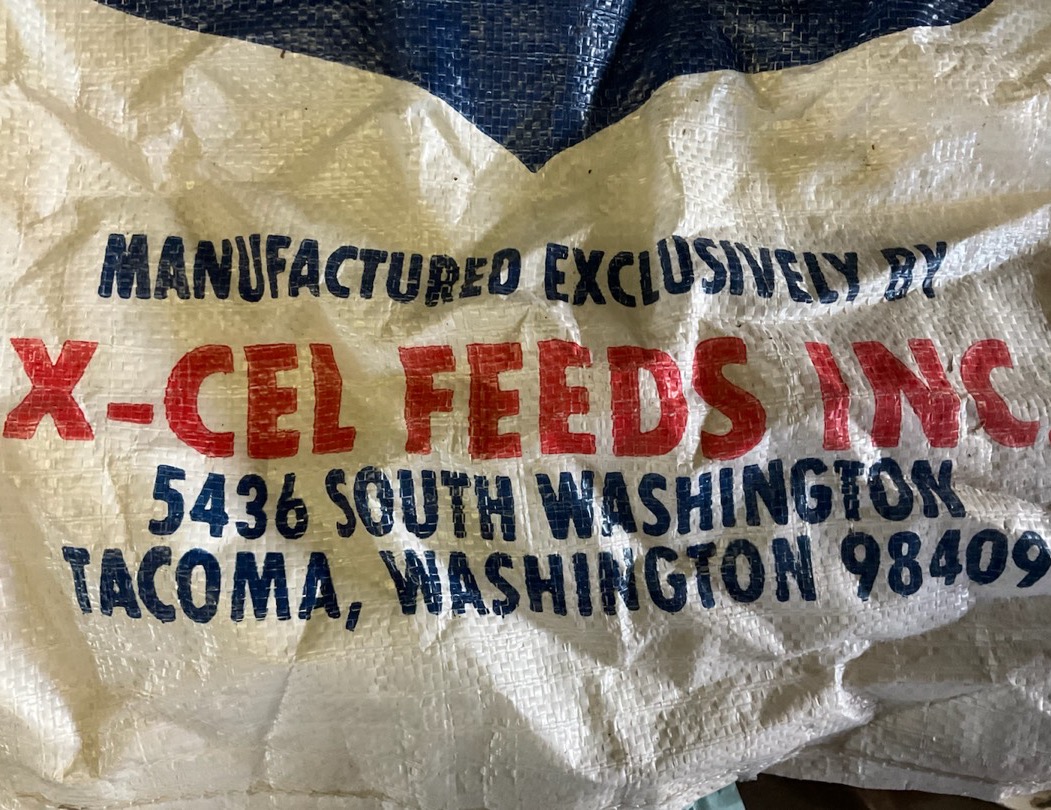 MANUFACTURED EXCLUSIVELY BY
X-CEL FEEDS INC.
5436 SOUTH WASHINGTON
TACOMA, WASHINGTON 98409